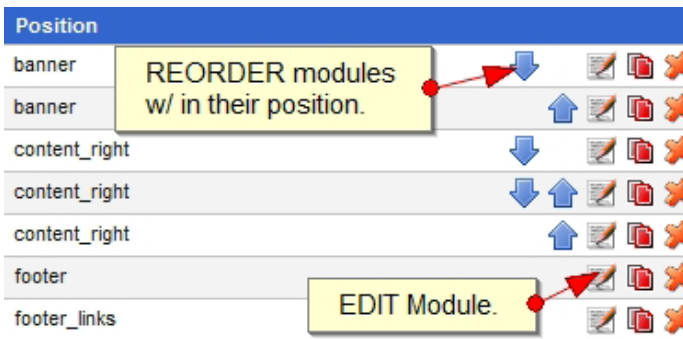 Position
banner
REORDER modules
w/ in their position.
banner
content_right
content_right
content_right
footer
EDIT Module.
footer_links